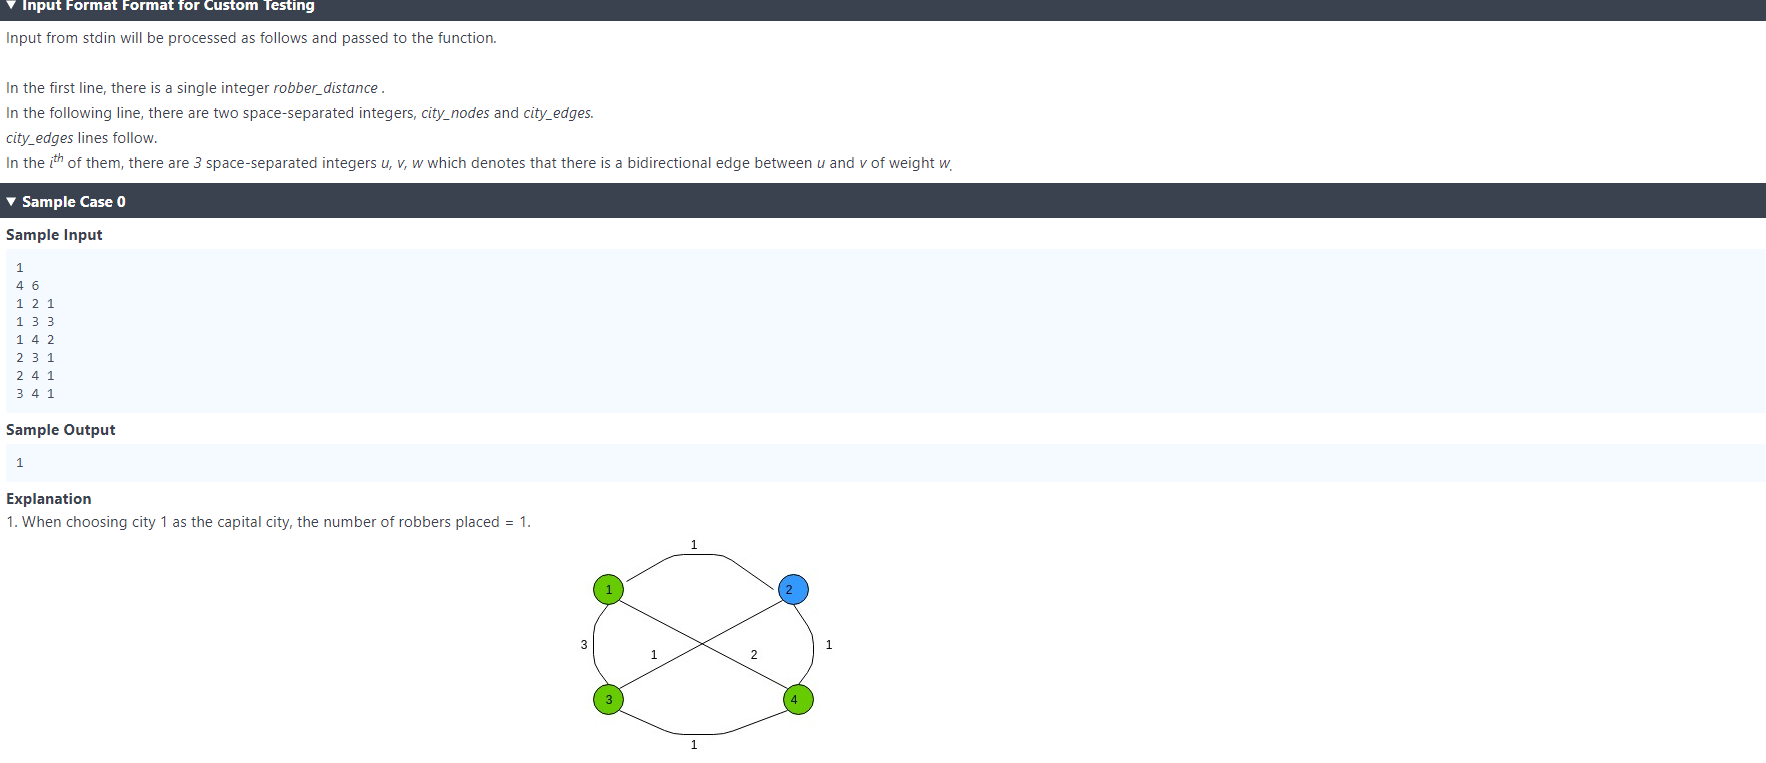 ▼ Input Format Format for Custom Testing
Input from stdin will be processed as follows and passed to the function.
In the first line, there is a single integer robber_distance .
In the following line, there are two space-separated integers, city_nodes and city_edges.
city_edges lines follow.
In the ith of them, there are 3 space-separated integers u, v, w which denotes that there is a bidirectional edge between u and v of weight w.
▼ Sample Case 0
Sample Input
1
4 6
1 2 1
1 3 3
1 4 2
2 3 1
2 4 1
3 4 1
Sample Output
1
Explanation
1. When choosing city 1 as the capital city, the number of robbers placed = 1.
1
1
2
3
1
2
1
3
4
1